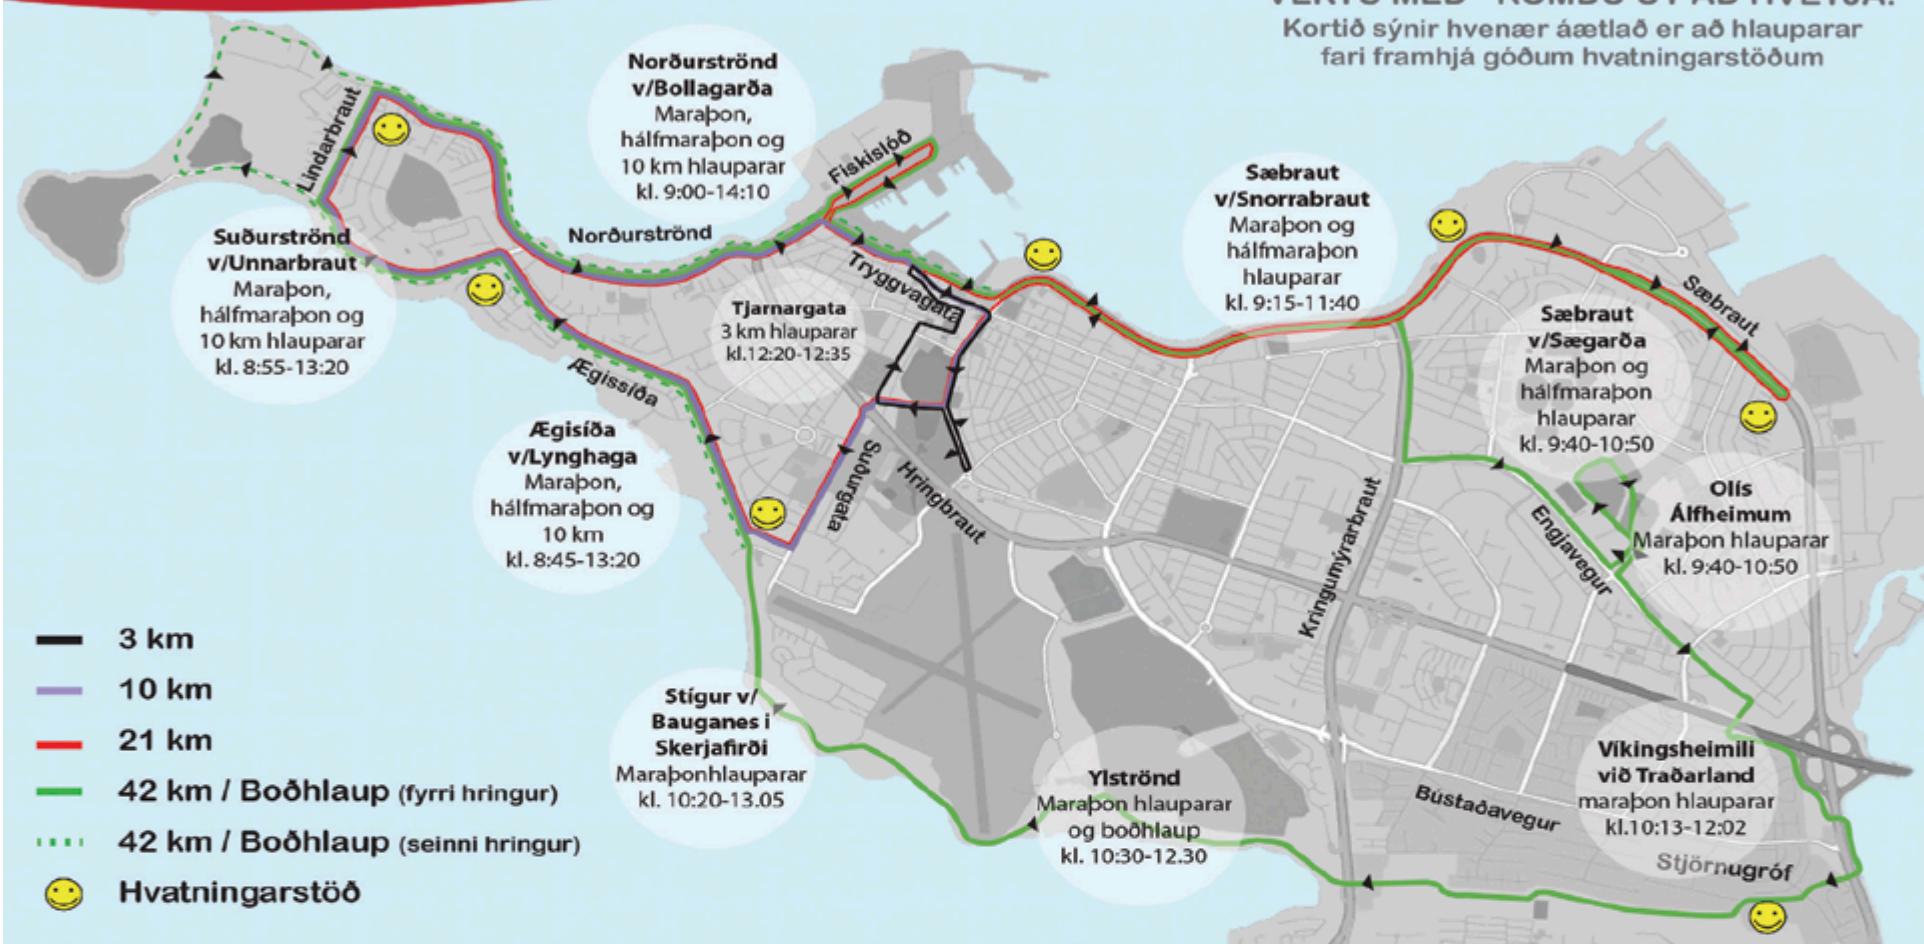 Kortið sýnir hvenær áætlað er að hlauparar
fari framhjá góðum hvatningarstöðum
Norðurströnd
v/Bollagarða
Maraþon,
hálfmaraþon og
10 km hlauparar
kl. 9:00-14:10
Lindarbraut
Fiskislóð
Sæbraut
v/Snorrabraut
Maraþon og
hálfmaraþon
hlauparar
kl. 9:15-11:40
Suðurströnd
v/Unnarbraut
Maraþon,
hálfmaraþon og
10 km hlauparar
kl. 8:55-13:20
Norðurströnd
Tryggvagata
Tjarnargata
3 km hlauparar
kl.12:20-12:35
Sæbraut
Sæbraut
v/Sægarða
Maraþon og
hálfmaraþon
hlauparar
kl. 9:40-10:50
Ægissíða
Ægisíða
v/Lynghaga
Maraþon,
hálfmaraþon og
10 km
kl. 8:45-13:20
Suðurgata
Hringbraut
Kringumýrarbraut
Engjavegur
Olís
Álfheimum
Maraþon hlauparar
kl. 9:40-10:50
3 km
10 km
21 km
42 km / Boðhlaup (fyrri hringur)
42 km / Boðhlaup (seinni hringur)
Hvatningarstöð
Stígur v/
Bauganes i
Skerjafirði
Maraþonhlauparar
kl. 10:20-13.05
Ylströnd
Maraþon hlauparar
og boðhlaup
kl. 10:30-12.30
Bústaðavegur
Víkingsheimili
við Traðarland
maraþon hlauparar
kl.10:13-12:02
Stjörnugróf